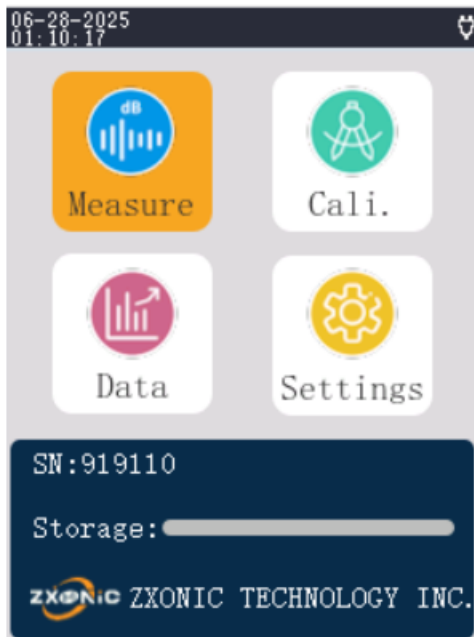 06-28-2025
01:10:17
dB
Measure
Cali.
Data
Settings
SN:919110
Storage:
ZXONIC ZXONIC TECHNOLOGY INC.